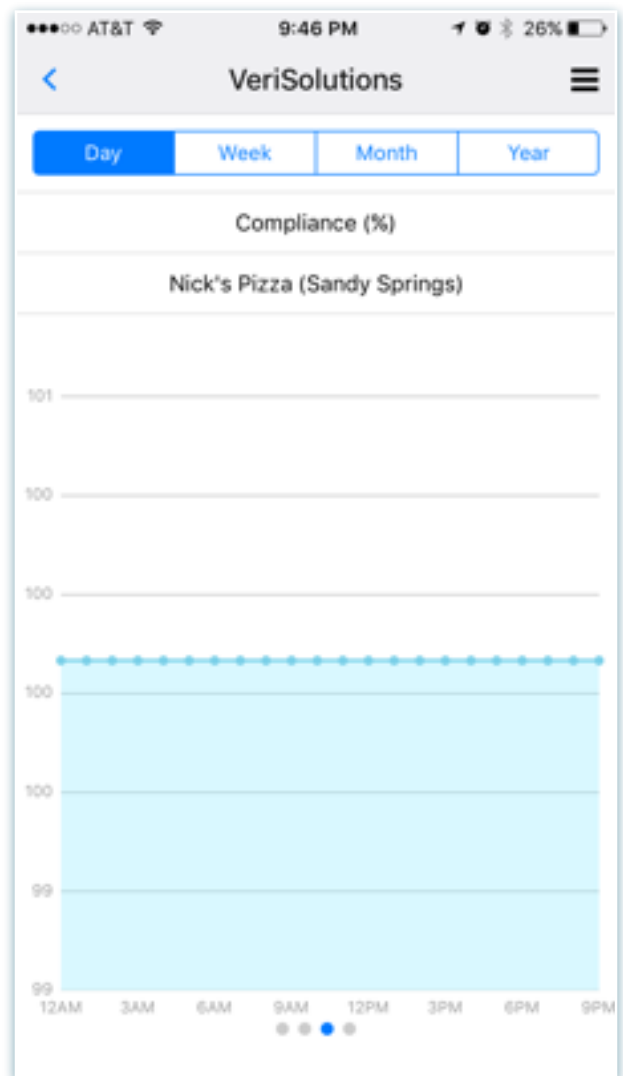 AT&T 9:46 PM 26%
VeriSolutions
Day Week Month Year
Compliance (%)
Nick's Pizza (Sandy Springs)
101
100
100
100
100
99
99
12AM 3AM 6AM 9AM 12PM 3PM 6PM 9PM